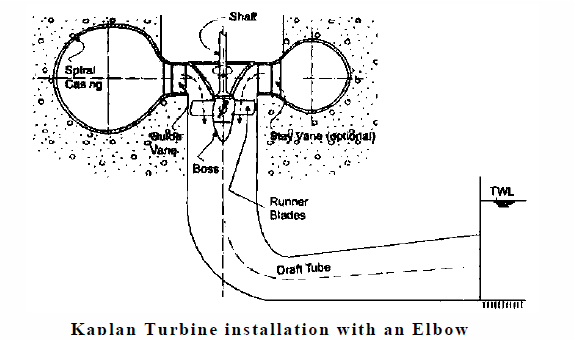 Shaft
Spiral
Casing
Guide
Vane
Stay Vane (optional)
Boss
Runner
Blades
TWL
Draft Tube
Kaplan Turbine installation with an Elbow